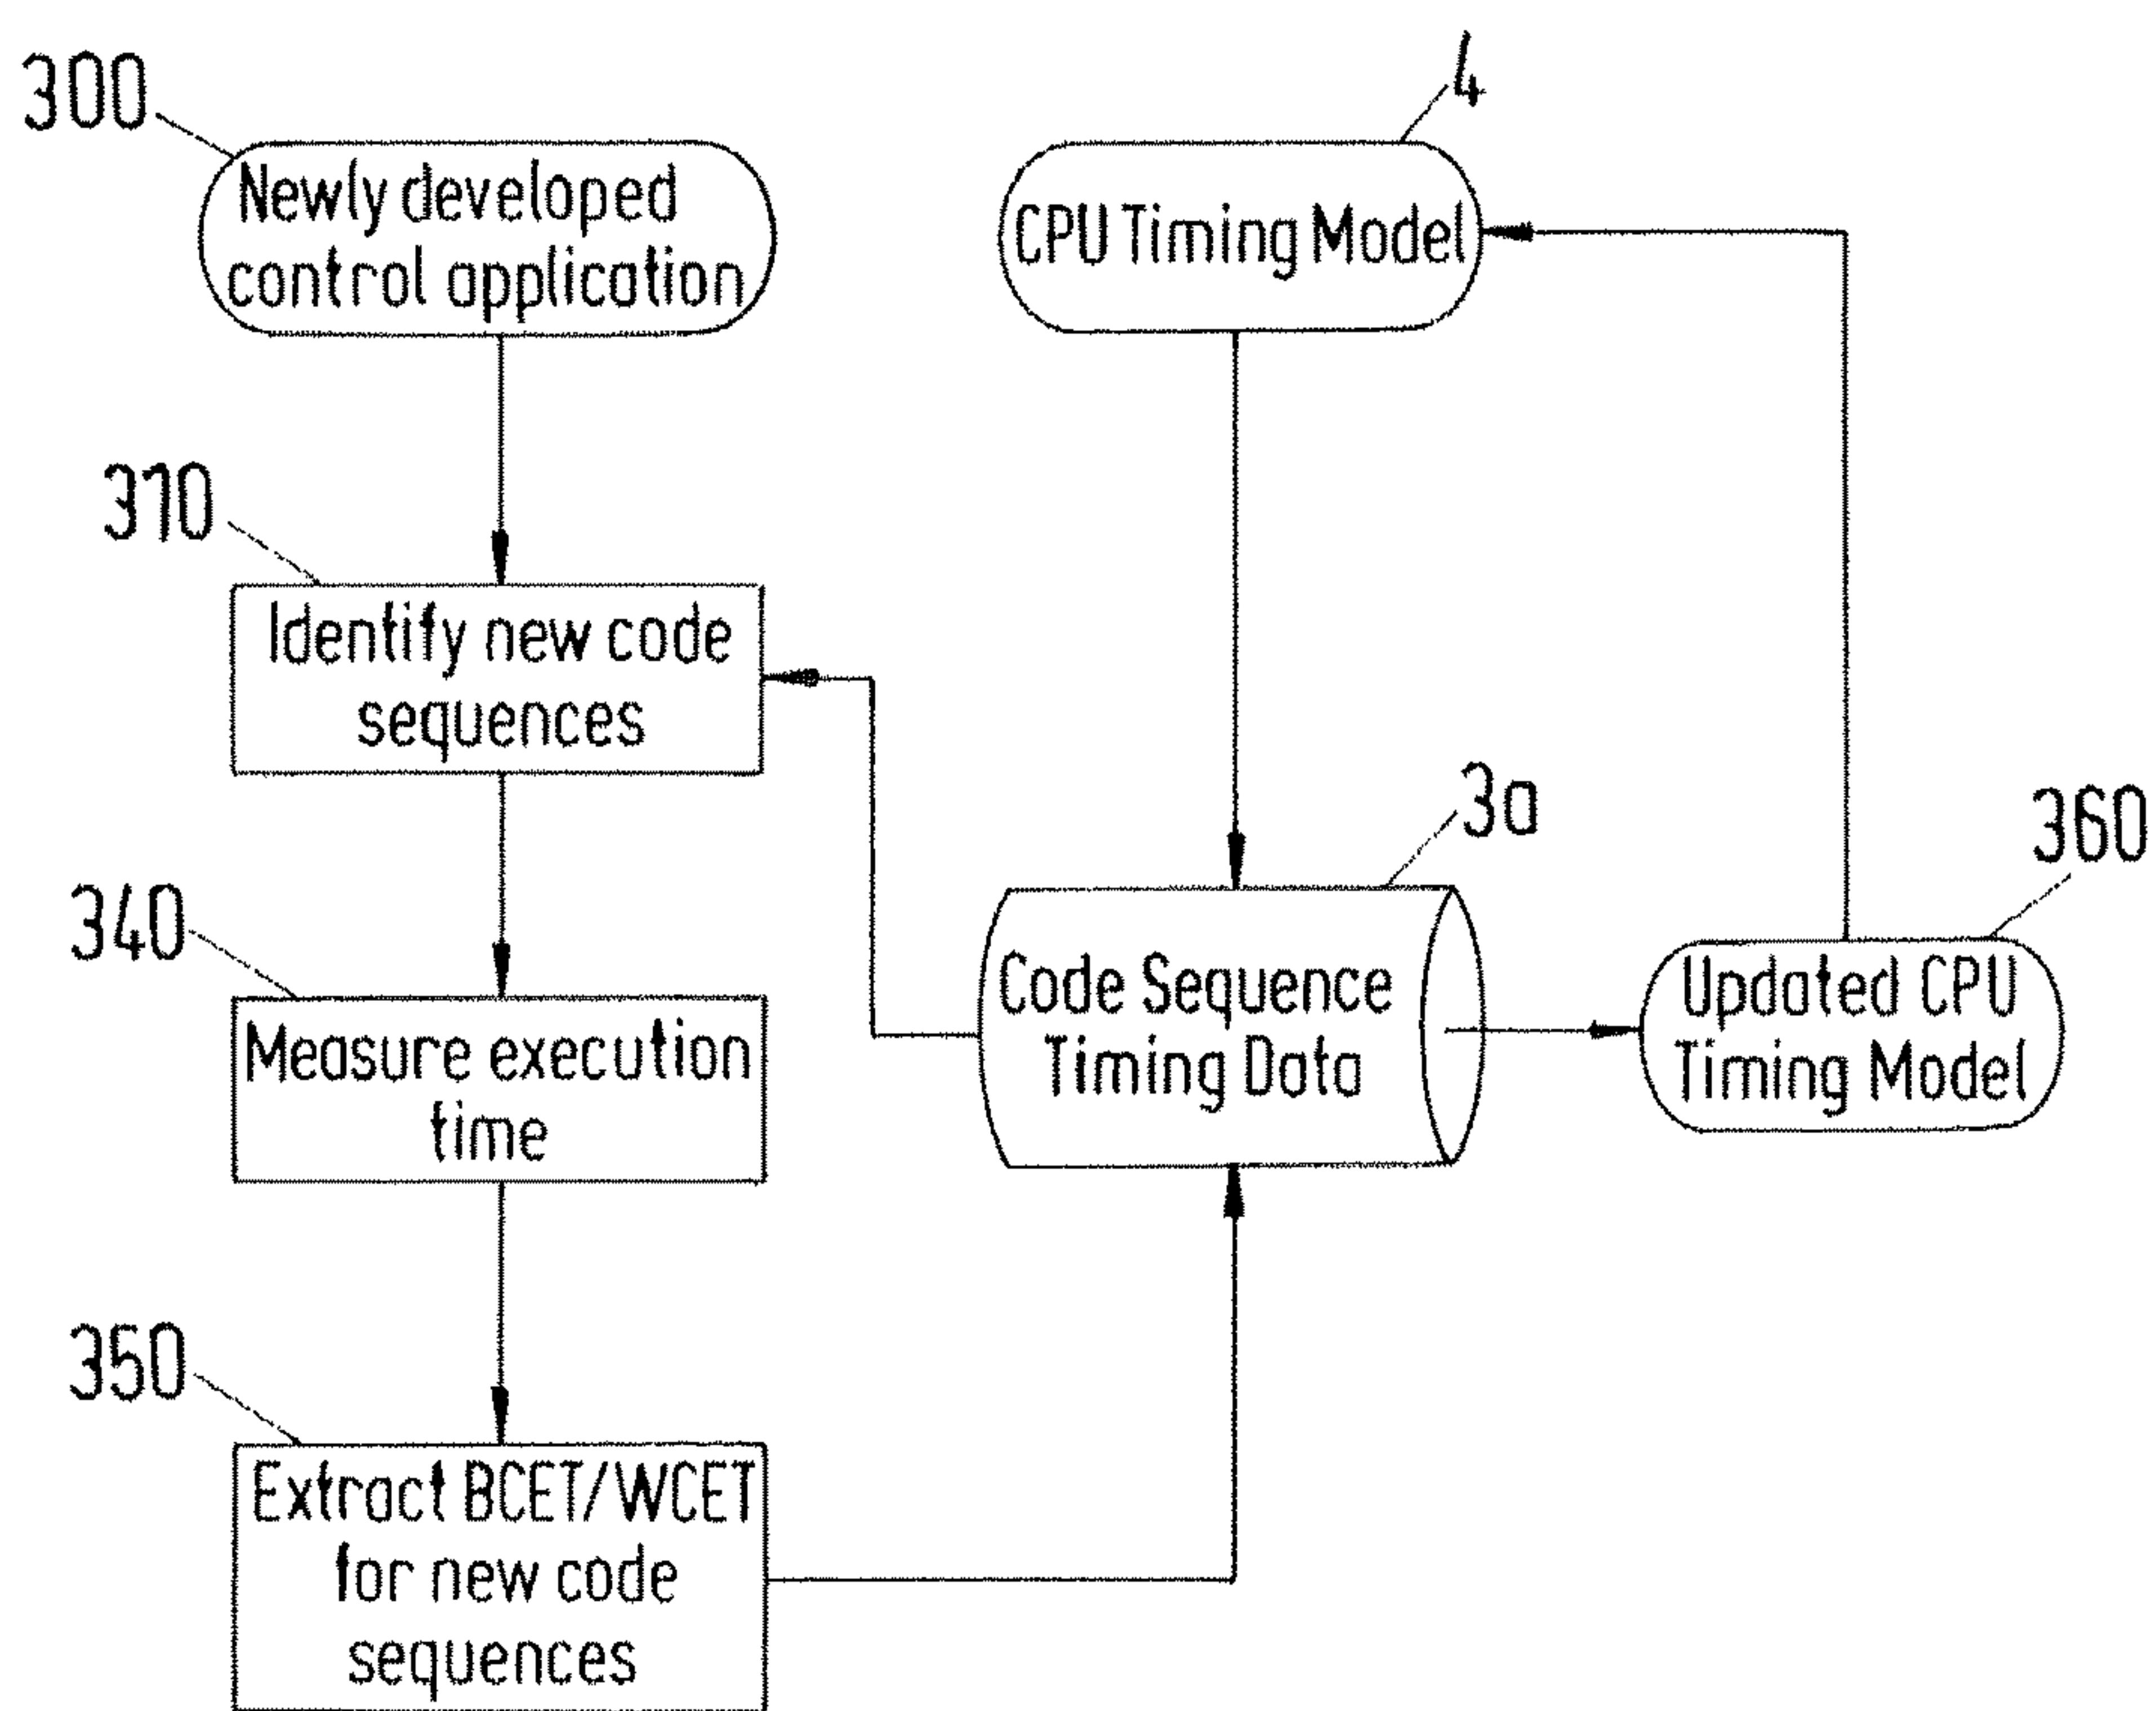 300
Newly developed
control application
4
CPU Timing Model
310
Identify new code
sequences
3a
Code Sequence
Timing Data
360
Updated CPU
Timing Model
340
Measure execution
time
350
Extract BCET/WCET
for new code
sequences